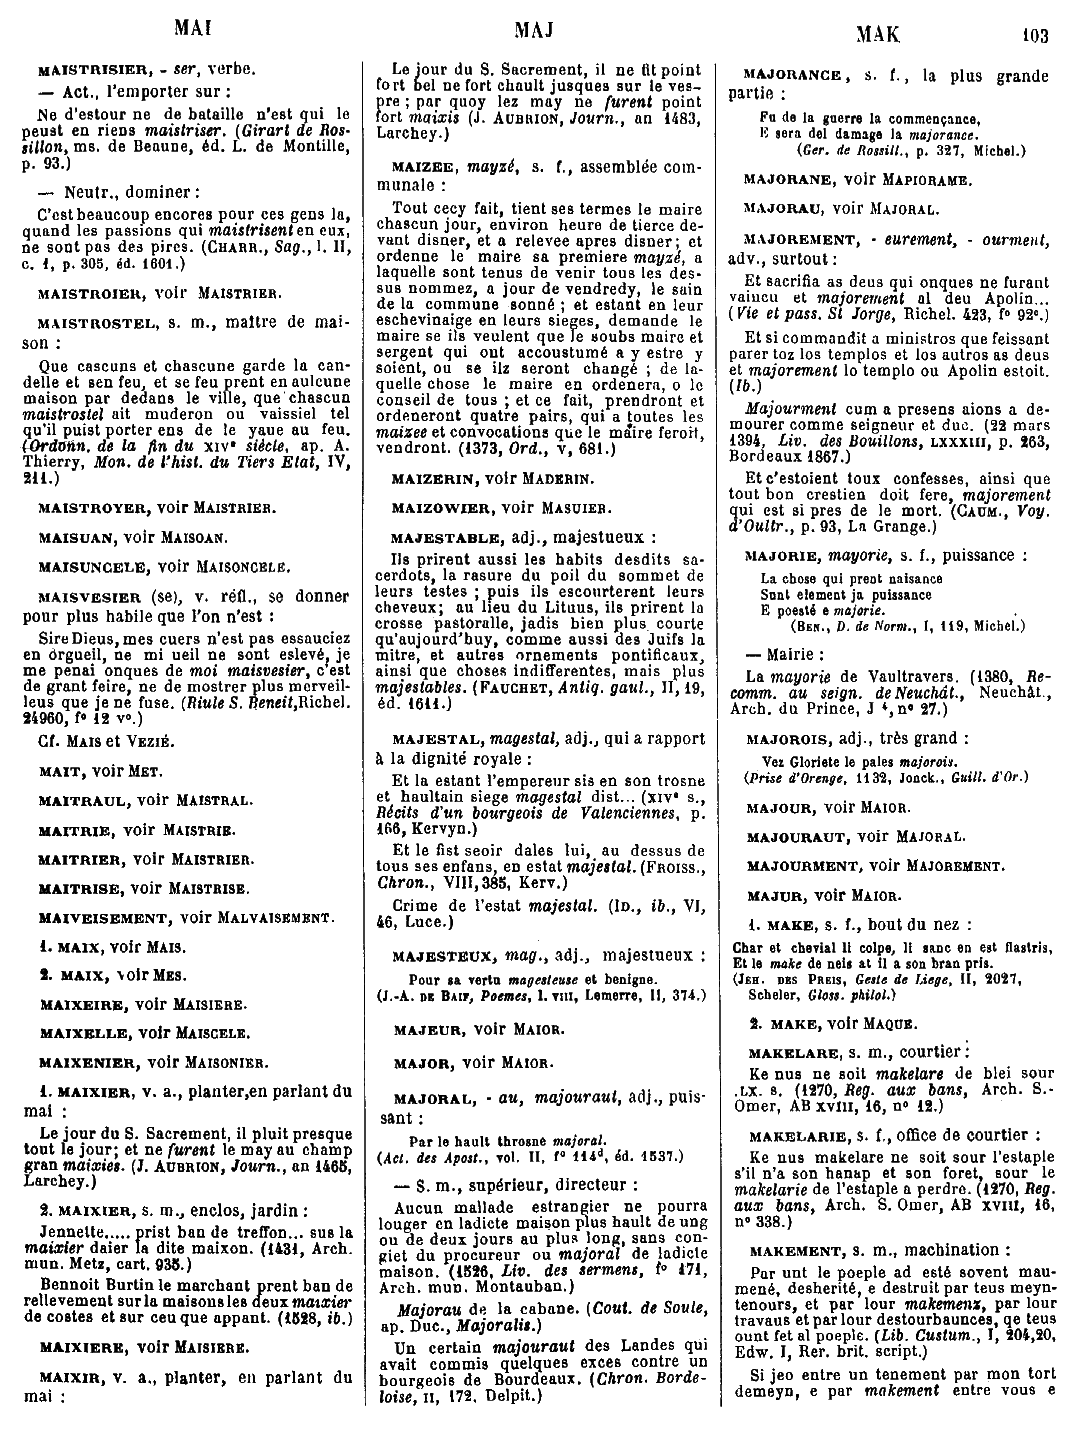 MAI
MAJ
MAK
103
MAISTRISIER, - ser, verbe.
— Act., l'emporter sur :
Ne d'estour ne de bataille n'est qui le
peust en riens maistriser. (Girart de Ros-
sillon, ms. de Beaune, éd. L. de Montille,
p. 93.)
— Neutr., dominer :
C'est beaucoup encores pour ces gens la,
quand les passions qui maistrisent en eux,
ne sont pas des pires. (CHARR., Sag., l. II,
c. 1, p. 305, éd. 1601.)
MAISTROIER, voir MAISTRIER.
MAISTROSTEL, s. m., maître de mai-
son :
Que cascuns et chascune garde la can-
delle et sen feu, et se feu prent en aulcune
maison par dedans le ville, que chascun
maistrostel ait muderon ou vaissiel tel
qu'il puist porter ens de le yaue au feu.
(Ordonn. de la fin du XIVe siècle, ap. A.
Thierry, Mon. de l'hist. du Tiers Etat, IV,
211.)
MAISTROYER, voir MAISTRIER.
MAISUAN, voir MAISOAN.
MAISUNCELE, voir MAISONCELE.
MAISVESIER (se), v. réfl., se donner
pour plus habile que l'on n'est :
Sire Dieus, mes cuers n'est pas essauciez
en orgueil, ne mi ueil ne sont eslevé, je
me penai onques de moi maisvesier, c'est
de grant feire, ne de mostrer plus merveil-
leus que je ne fuse. (Riule S. Beneit, Richel.
24960, f° 12 v°.)
Cf. MAIS et VEZIÉ.
MAIT, voir MET.
MAITRAUL, voir MAISTRAL.
MAITRIE, voir MAISTRIE.
MAITRIER, voir MAISTRIER.
MAITRISE, voir MAISTRISE.
MAIVEISEMENT, voir MALVAISEMENT.
1. MAIX, voir MAIS.
2. MAIX, voir MES.
MAIXEIRE, voir MAISIERE.
MAIXELLE, voir MAISCELE.
MAIXENIER, voir MAISONIER.
1. MAIXIER, v. a., planter, en parlant du
mai :
Le jour du S. Sacrement, il pluit presque
tout le jour; et ne furent le may au champ
gran maixies. (J. AUBRION, Journ., an 1465,
Larchey.)
2. MAIXIER, s. m., enclos, jardin :
Jennette..... prist ban de treffon... sus la
maixier daier la dite maixon. (1431, Arch.
mun. Metz, cart. 935.)
Bennoit Burtin le marchant prent ban de
rellevement sur la maisons les deux maixier
de costes et sur ceu que appant. (1528, ib.)
MAIXIERE, voir MAISIERE.
MAIXIR, v. a., planter, en parlant du
mai :
Le jour du S. Sacrement, il ne fit point
fort bel ne fort chault jusques sur le ves-
pre ; par quoy lez may ne furent point
fort maixis (J. AUBRION, Journ., an 1483,
Larchey.)
MAIZEE, mayzé, s. f., assemblée com-
munale :
Tout cecy fait, tient ses termes le maire
chascun jour, environ heure de tierce de-
vant disner, et a relevee apres disner ; et
ordenne le maire sa premiere mayzé, a
laquelle sont tenus de venir tous les des-
sus nommez, a jour de vendredy, le sain
de la commune sonné ; et estant en leur
eschevinaige en leurs sieges, demande le
maire se ils veulent que le soubs maire et
sergent qui ont accoustumé a y estre y
soient, ou se ilz seront changé ; de la-
quelle chose le maire en ordenera, o le
conseil de tous ; et ce fait, prendront et
ordeneront quatre pairs, qui a toutes les
maizee et convocations que le maire feroit,
vendront. (1373, Ord., V, 681.)
MAIZERIN, voir MADERIN.
MAIZOWIER, voir MASUIER.
MAJESTABLE, adj., majestueux :
Ils prirent aussi les habits desdits sa-
cerdots, la rasure du poil du sommet de
leurs testes ; puis ils escourterent leurs
cheveux; au lieu du Lituus, ils prirent la
crosse pastoralle, jadis bien plus courte
qu'aujourd'huy, comme aussi des Juifs la
mitre, et autres ornements pontificaux,
ainsi que choses indifferentes, mais plus
majestables. (FAUCHET, Antiq. gaul., II, 19,
éd. 1611.)
MAJESTAL, magestal, adj., qui a rapport
à la dignité royale :
Et la estant l'empereur sis en son trosne
et haultain siege magestal dist... (XIVe s.,
Récits d'un bourgeois de Valenciennes, p.
166, Kervyn.)
Et le fist seoir dales lui, au dessus de
tous ses enfans, en estat majestal. (FROISS.,
Chron., VIII, 385, Kerv.)
Crime de l'estat majestal. (ID., ib., VI,
46, Luce.)
MAJESTEUX, mag., adj., majestueux :
Pour sa vertu magesteuse et benigne.
(J.-A. DE BAIF, Poemes, l. VIII, Lemerre, II, 374.)
MAJEUR, voir MAIOR.
MAJOR, voir MAIOR.
MAJORAL, - au, majouraut, adj., puis-
sant :
Par le hault throsne majoral.
(Act. des Apost., vol. II, f° 114d, éd. 1537.)
— S. m., supérieur, directeur :
Aucun mallade estrangier ne pourra
louger en ladicte maison plus hault de ung
ou de deux jours au plus long, sans con-
giet du procureur ou majoral de ladicte
maison. (1526, Liv. des sermens, f° 171,
Arch. mun. Montauban.)
Majorau de la cabane. (Cout. de Soule,
ap. Duc., Majoralis.)
Un certain majouraut des Landes qui
avait commis quelques exces contre un
bourgeois de Bourdeaux. (Chron. Borde-
loise, II, 172, Delpit.)
MAJORANCE, s. f., la plus grande
partie :
Fu de la guerre la commençance,
E sera del damage la majorance.
(Ger. de Rossill., p. 327, Michel.)
MAJORANE, voir MAPIORAME.
MAJORAU, voir MAJORAL.
MAJOREMENT, - eurement, - ourment,
adv., surtout :
Et sacrifia as deus qui onques ne furant
vaincu et majorement al deu Apolin...
(Vie et pass. St Jorge, Richel. 423, f° 92c.)
Et si commandit a ministros que feissant
parer toz los templos et los autros as deus
et majorement lo templo ou Apolin estoit.
(Ib.)
Majourment cum a presens aions a de-
mourer comme seigneur et duc. (22 mars
1394, Liv. des Bouillons, LXXXIII, p. 263,
Bordeaux 1867.)
Et c'estoient toux confesses, ainsi que
tout bon crestien doit fere, majorement
qui est si pres de le mort. (CAUM., Voy.
d'Oultr., p. 93, La Grange.)
MAJORIE, mayorie, s. f., puissance :
La chose qui prent naisance
Sunt element ja puissance
E poesté e majorie.
(BEN., D. de Norm., I, 119, Michel.)
— Mairie :
La mayorie de Vaultravers. (1380, Re-
comm. au seign. de Neuchât., Neuchât.,
Arch. du Prince, J 4, n° 27.)
MAJOROIS, adj., très grand :
Vez Gloriete le pales majorois.
(Prise d'Orenge, 1132, Jonck., Guill. d'Or.)
MAJOUR, voir MAIOR.
MAJOURAUT, voir MAJORAL.
MAJOURMENT, voir MAJOREMENT.
MAJUR, voir MAIOR.
1. MAKE, s. f., bout du nez :
Char et chevial li colpe, li sanc en est flastris,
Et le make de neis at il a son bran pris.
(JEH. DES PREIS, Geste de Liege, II, 2027,
Scheler, Gloss. philol.)
2. MAKE, voir MAQUE.
MAKELARE, s. m., courtier :
Ke nus ne soit makelare de blei sour
.LX. s. (1270, Reg. aux bans, Arch. S.-
Omer, AB XVIII, 16, n° 12.)
MAKELARIE, s. f., office de courtier :
Ke nus makelare ne soit sour l'estaple
s'il n'a son hanap et son foret, sour le
makelarie de l'estaple a perdre. (1270, Reg.
aux bans, Arch. S. Omer, AB XVIII, 16,
n° 338.)
MAKEMENT, s. m., machination :
Par unt le poeple ad esté sovent mau-
mené, desherité, e destruit par teus meyn-
tenours, et par lour makemenz, par lour
travaus et par lour destourbaunces, qe teus
ount fet al poeple. (Lib. Custum., I, 204,20,
Edw. I, Rer. brit. script.)
Si jeo entre un tenement par mon tort
demeyn, e par makement entre vous e